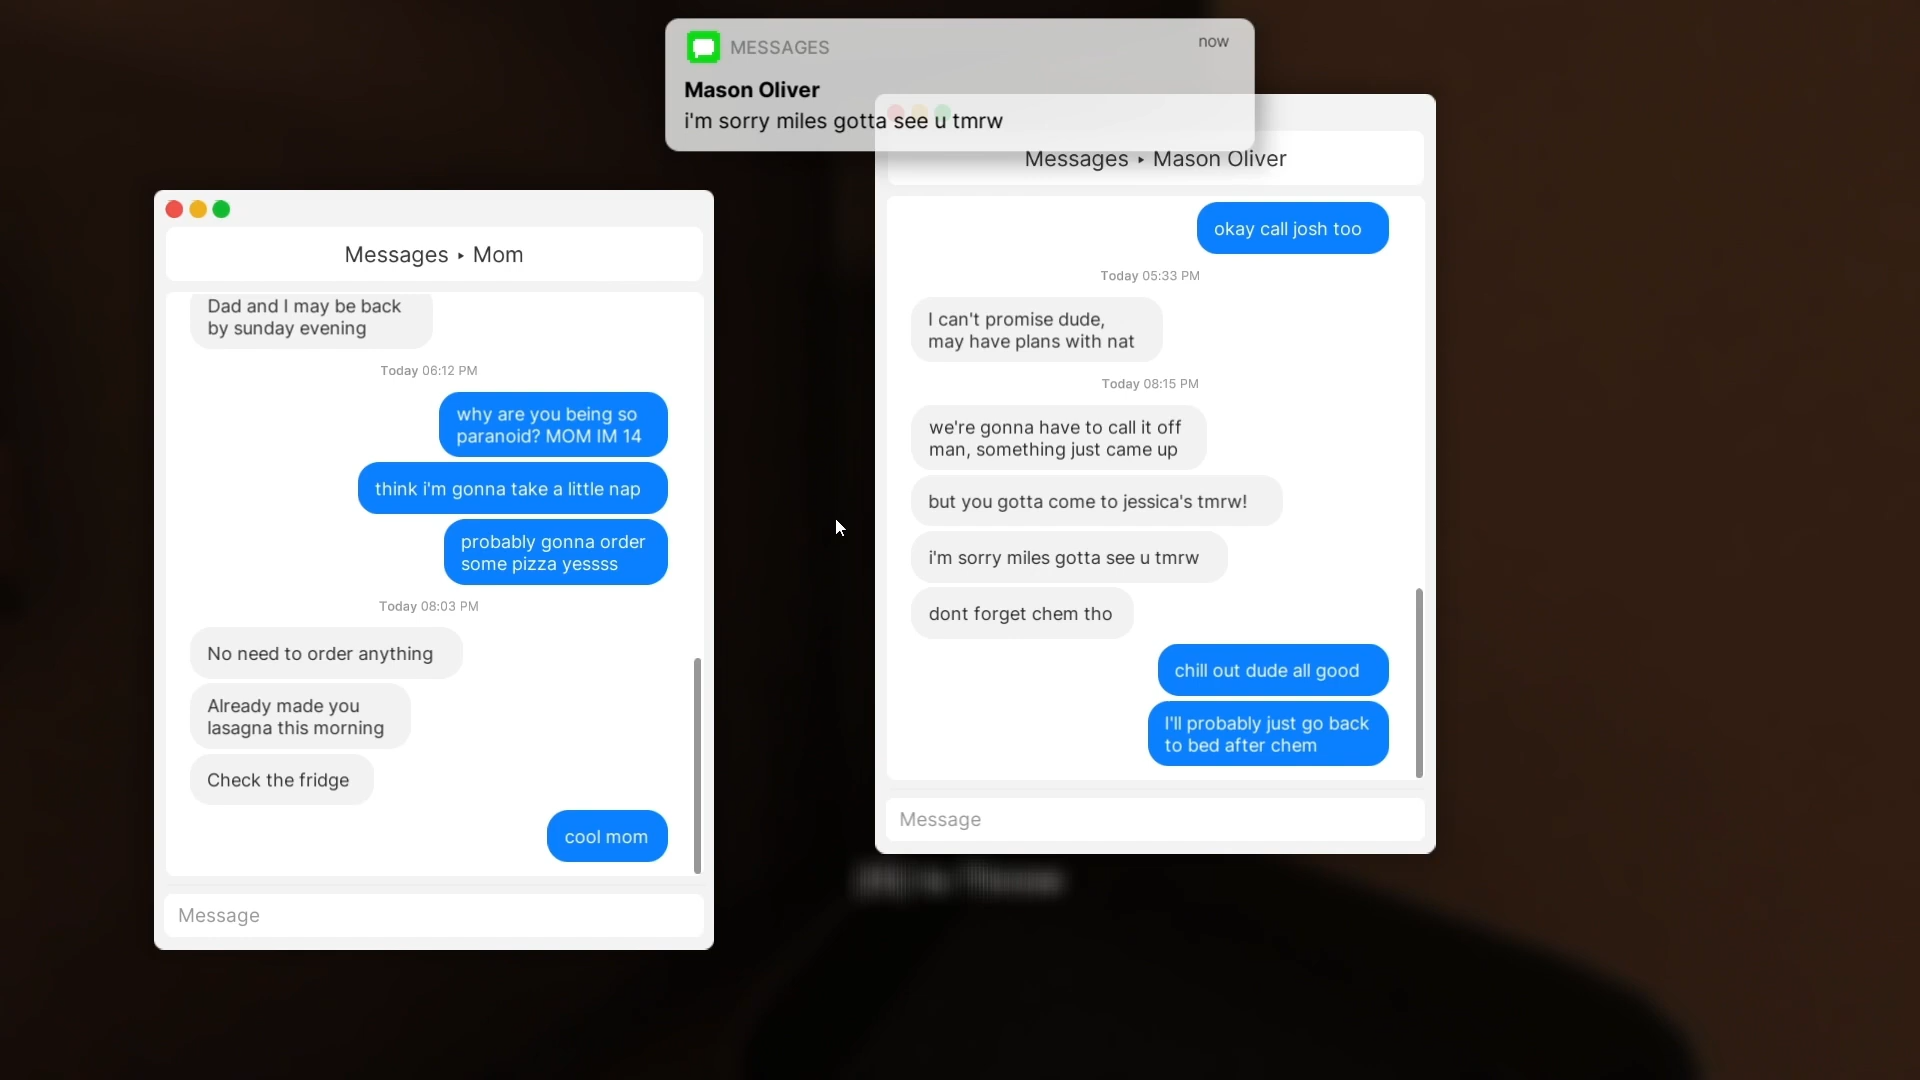 MESSAGES
now
Mason Oliver
i'm sorry miles gotta see u tmrw
Messages ‣ Mom
Dad and I may be back
by sunday evening
Today 06:12 PM
why are you being so
paranoid? MOM IM 14
think i'm gonna take a little nap
probably gonna order
some pizza yessss
Today 08:03 PM
No need to order anything
Already made you
lasagna this morning
Check the fridge
cool mom
Message
Messages ‣ Mason Oliver
okay call josh too
Today 05:33 PM
I can't promise dude,
may have plans with nat
Today 08:15 PM
we're gonna have to call it off
man, something just came up
but you gotta come to jessica's tmrw!
i'm sorry miles gotta see u tmrw
dont forget chem tho
chill out dude all good
I'll probably just go back
to bed after chem
Message